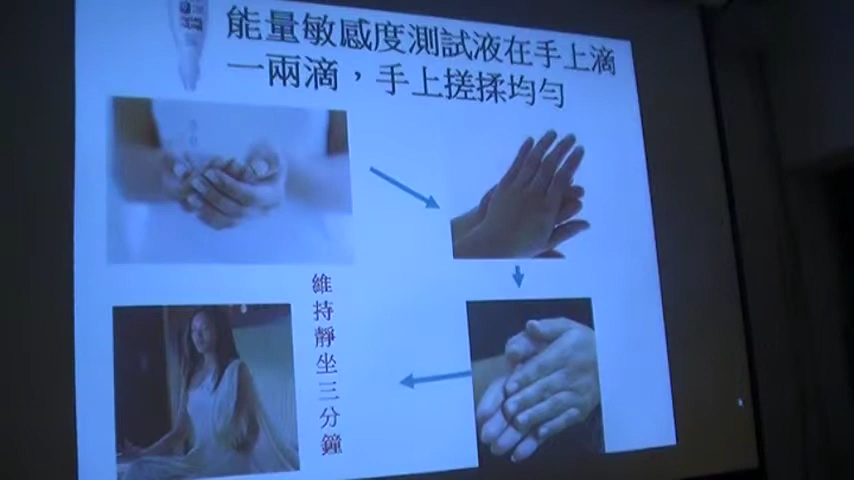 能量敏感度測試液在手上滴
一兩滴，手上搓揉均勻
維持靜坐三分鐘